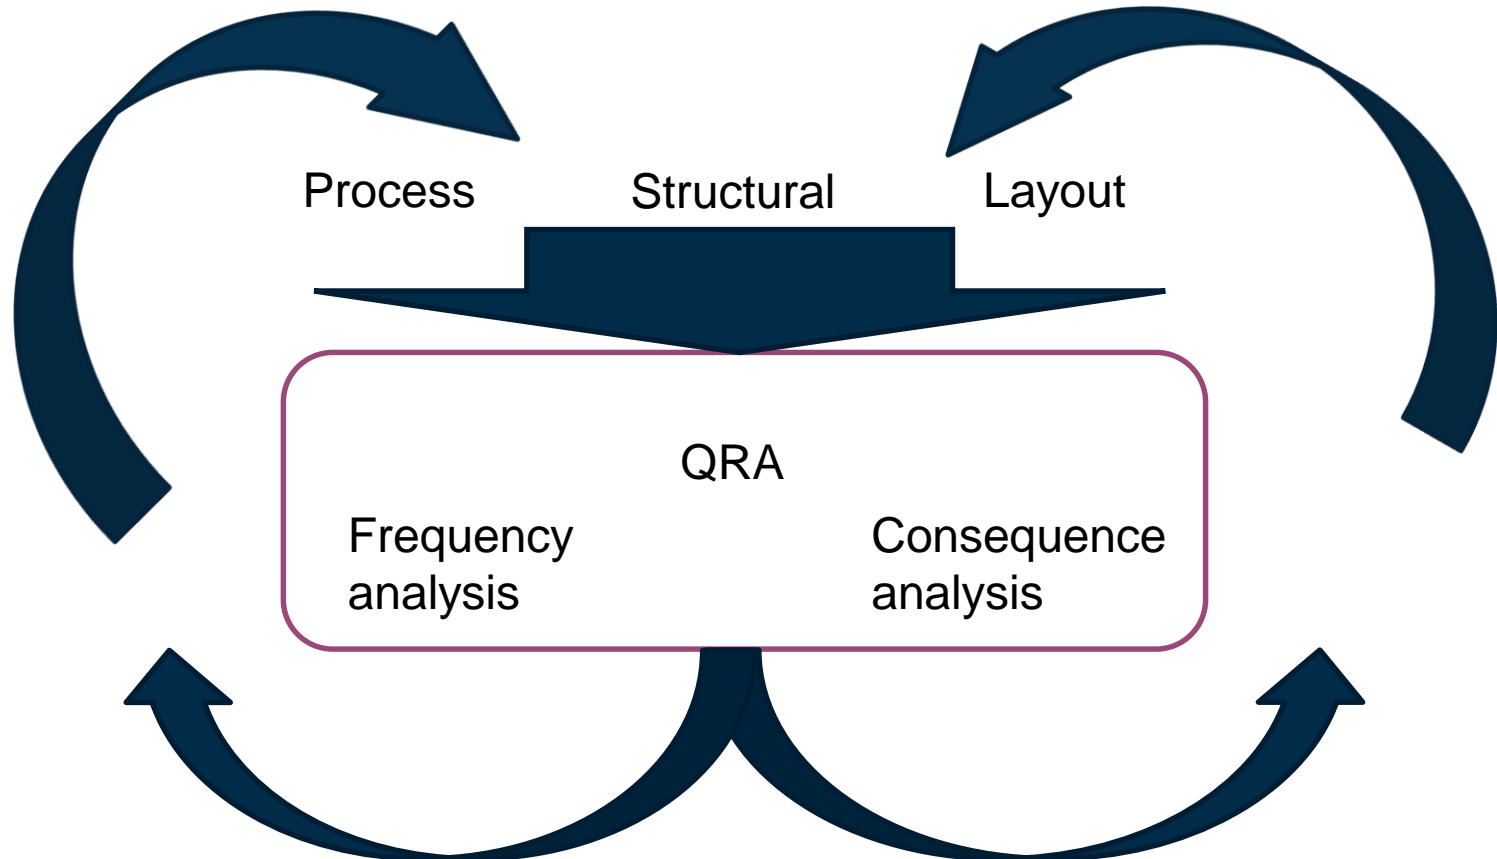 Process
Structural
Layout
QRA
Frequency
analysis
Consequence
analysis